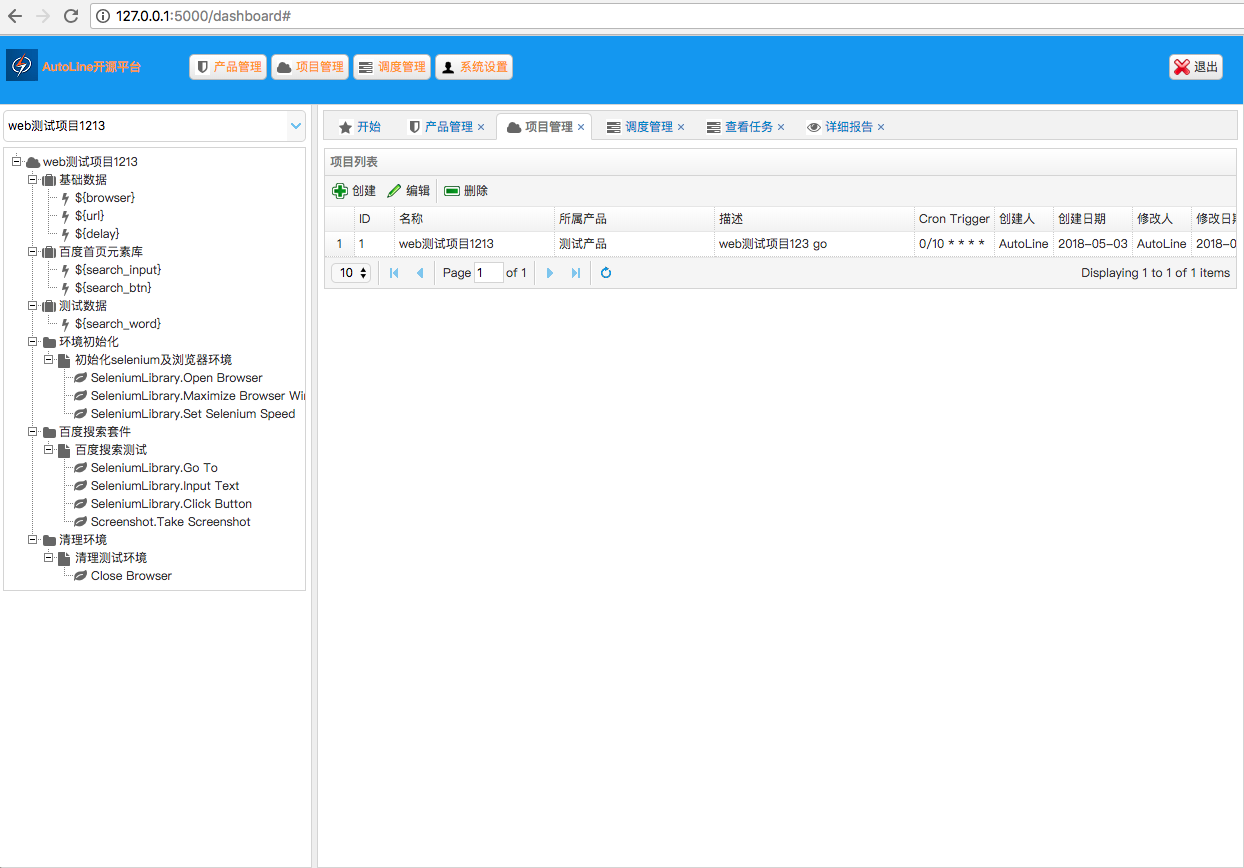 127.0.0.1:5000/dashboard#
AutoLine开源平台 产品管理 项目管理 调度管理 系统设置 退出
web测试项目1213
web测试项目1213
基础数据
${browser}
${url}
${delay}
百度首页元素库
${search_input}
${search_btn}
测试数据
${search_word}
环境初始化
初始化selenium及浏览器环境
SeleniumLibrary.Open Browser
SeleniumLibrary.Maximize Browser Wi
SeleniumLibrary.Set Selenium Speed
百度搜索套件
百度搜索测试
SeleniumLibrary.Go To
SeleniumLibrary.Input Text
SeleniumLibrary.Click Button
Screenshot.Take Screenshot
清理环境
清理测试环境
Close Browser
开始 产品管理 × 项目管理 × 调度管理 × 查看任务 × 详细报告 ×
项目列表
创建 编辑 删除
ID 名称 所属产品 描述 Cron Trigger 创建人 创建日期 修改人 修改日期
1 1 web测试项目1213 测试产品 web测试项目123 go 0/10 * * * * AutoLine 2018-05-03 AutoLine 2018-0
10 Page 1 of 1 Displaying 1 to 1 of 1 items